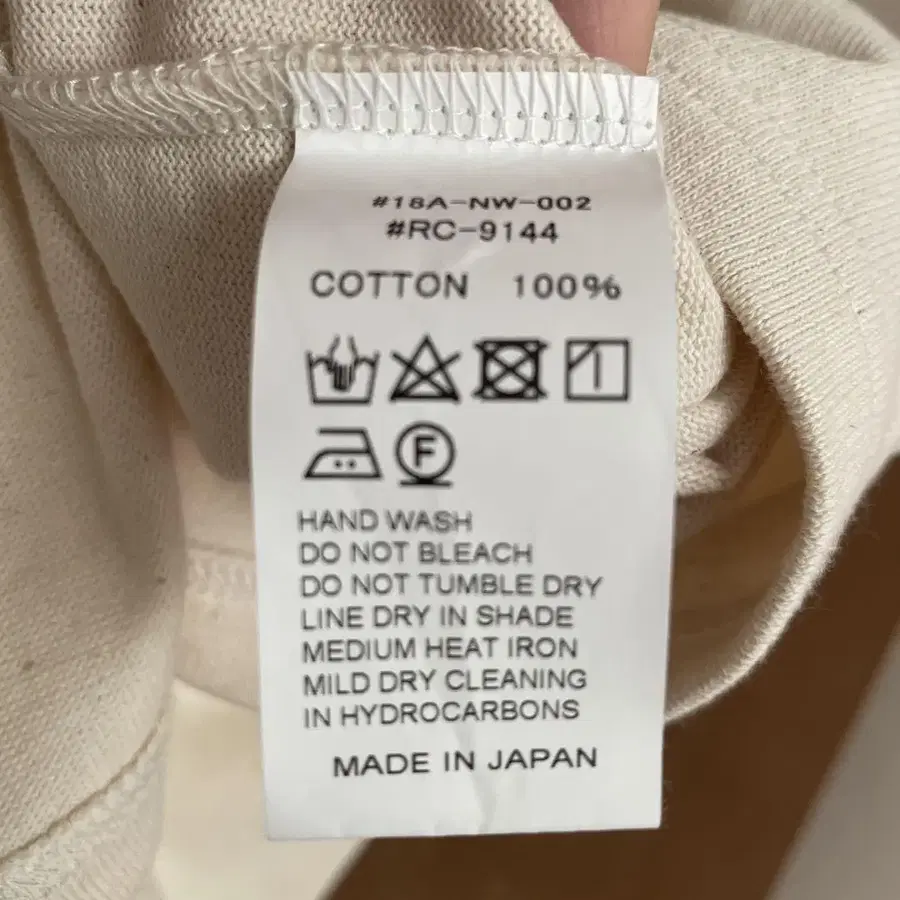 #18A-NW-002
#RC-9144
COTTON 100%
F
HAND WASH
DO NOT BLEACH
DO NOT TUMBLE DRY
LINE DRY IN SHADE
MEDIUM HEAT IRON
MILD DRY CLEANING
IN HYDROCARBONS
MADE IN JAPAN